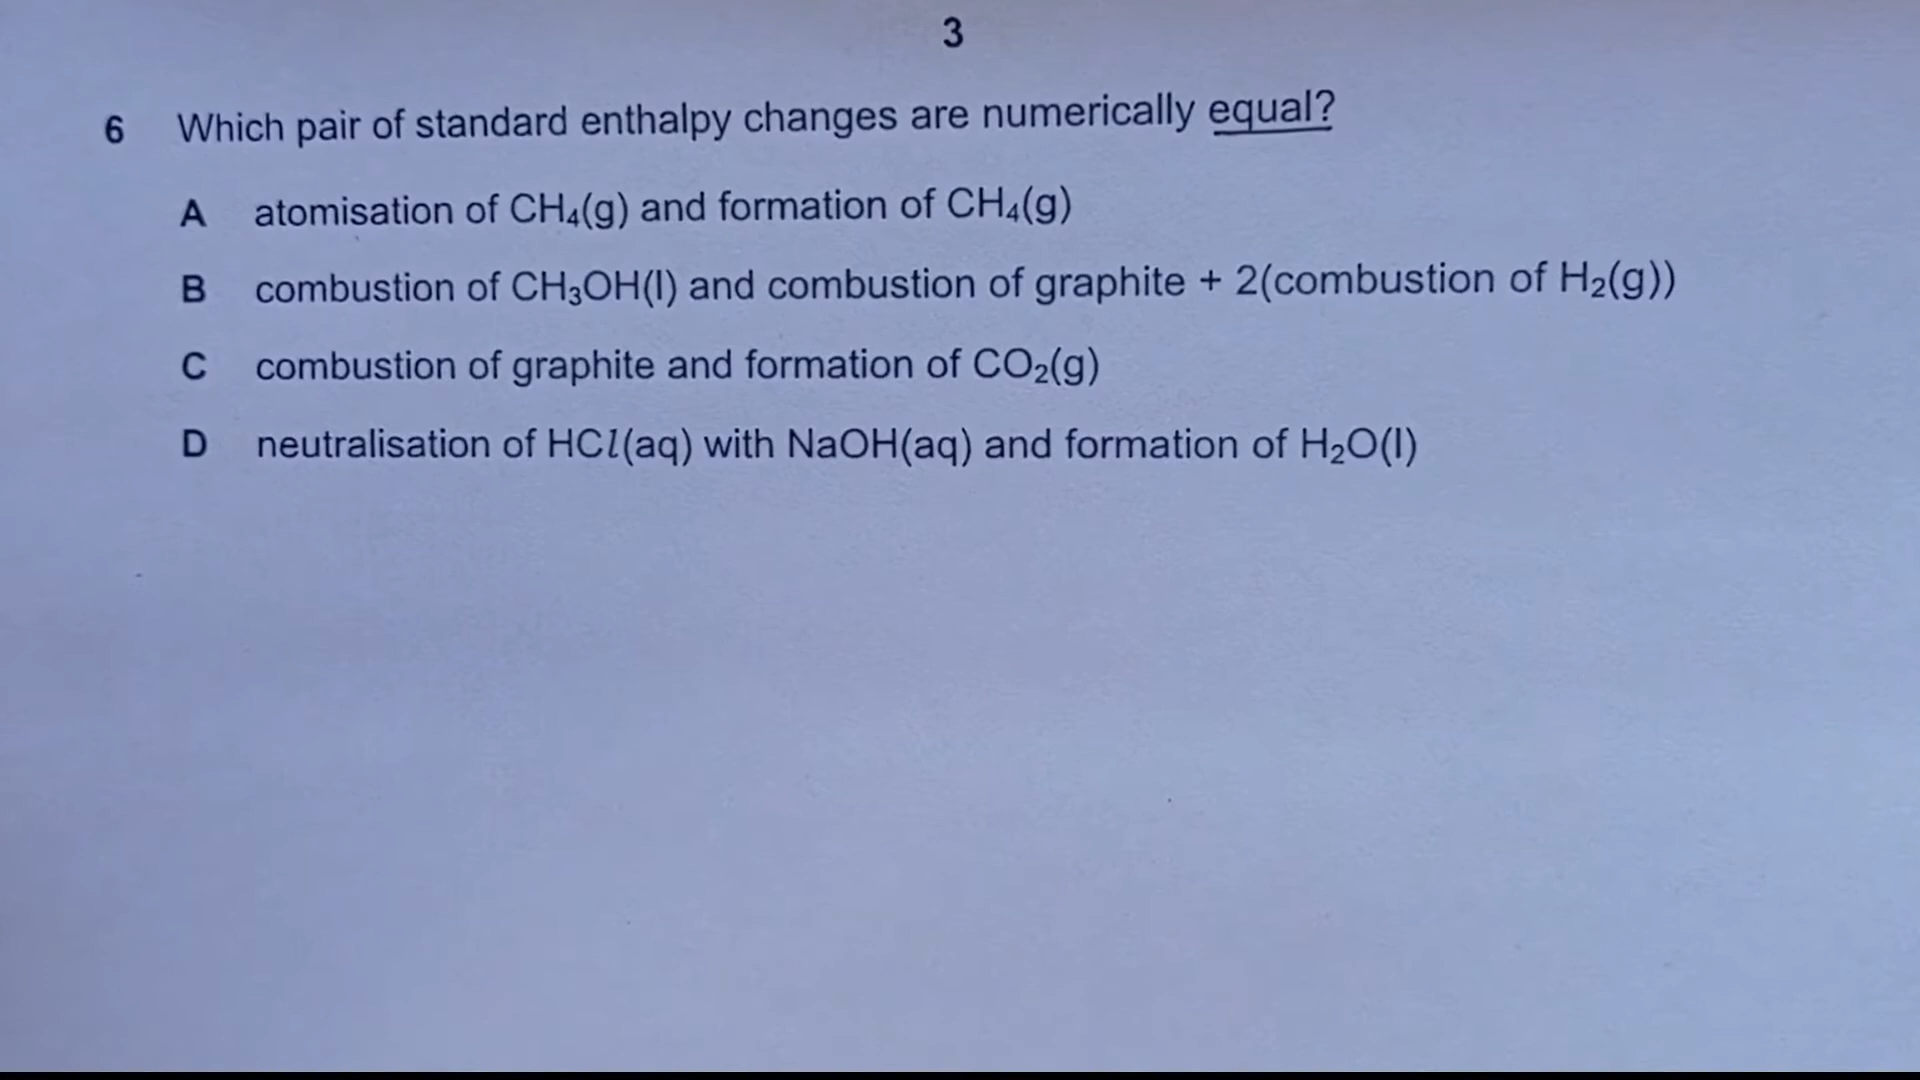 3
6 Which pair of standard enthalpy changes are numerically equal?
A atomisation of CH₄(g) and formation of CH₄(g)
B combustion of CH₃OH(l) and combustion of graphite + 2(combustion of H₂(g))
C combustion of graphite and formation of CO₂(g)
D neutralisation of HCl(aq) with NaOH(aq) and formation of H₂O(l)